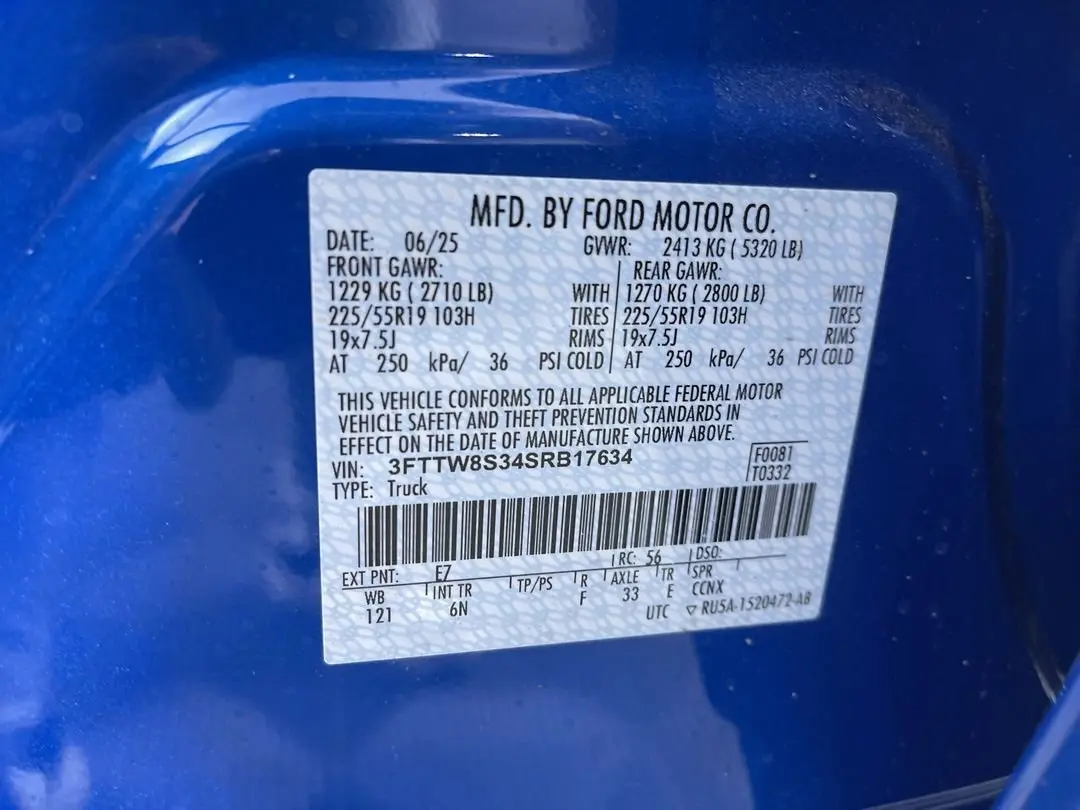 MFD. BY FORD MOTOR CO.
DATE: 06/25 GVWR: 2413 KG ( 5320 LB)
FRONT GAWR: REAR GAWR:
1229 KG ( 2710 LB) WITH 1270 KG ( 2800 LB) WITH
225/55R19 103H TIRES 225/55R19 103H TIRES
19x7.5J RIMS 19x7.5J RIMS
AT 250 kPa/ 36 PSI COLD AT 250 kPa/ 36 PSI COLD
THIS VEHICLE CONFORMS TO ALL APPLICABLE FEDERAL MOTOR
VEHICLE SAFETY AND THEFT PREVENTION STANDARDS IN
EFFECT ON THE DATE OF MANUFACTURE SHOWN ABOVE.
VIN: 3FTTW8S34SRB17634 F0081
TYPE: Truck T0332
EXT PNT: E7 RC: 56 DSO:
WB INT TR TP/PS R AXLE TR SPR
121 6N F 33 E CCNX
UTC ▽ RU5A-1520472-AB